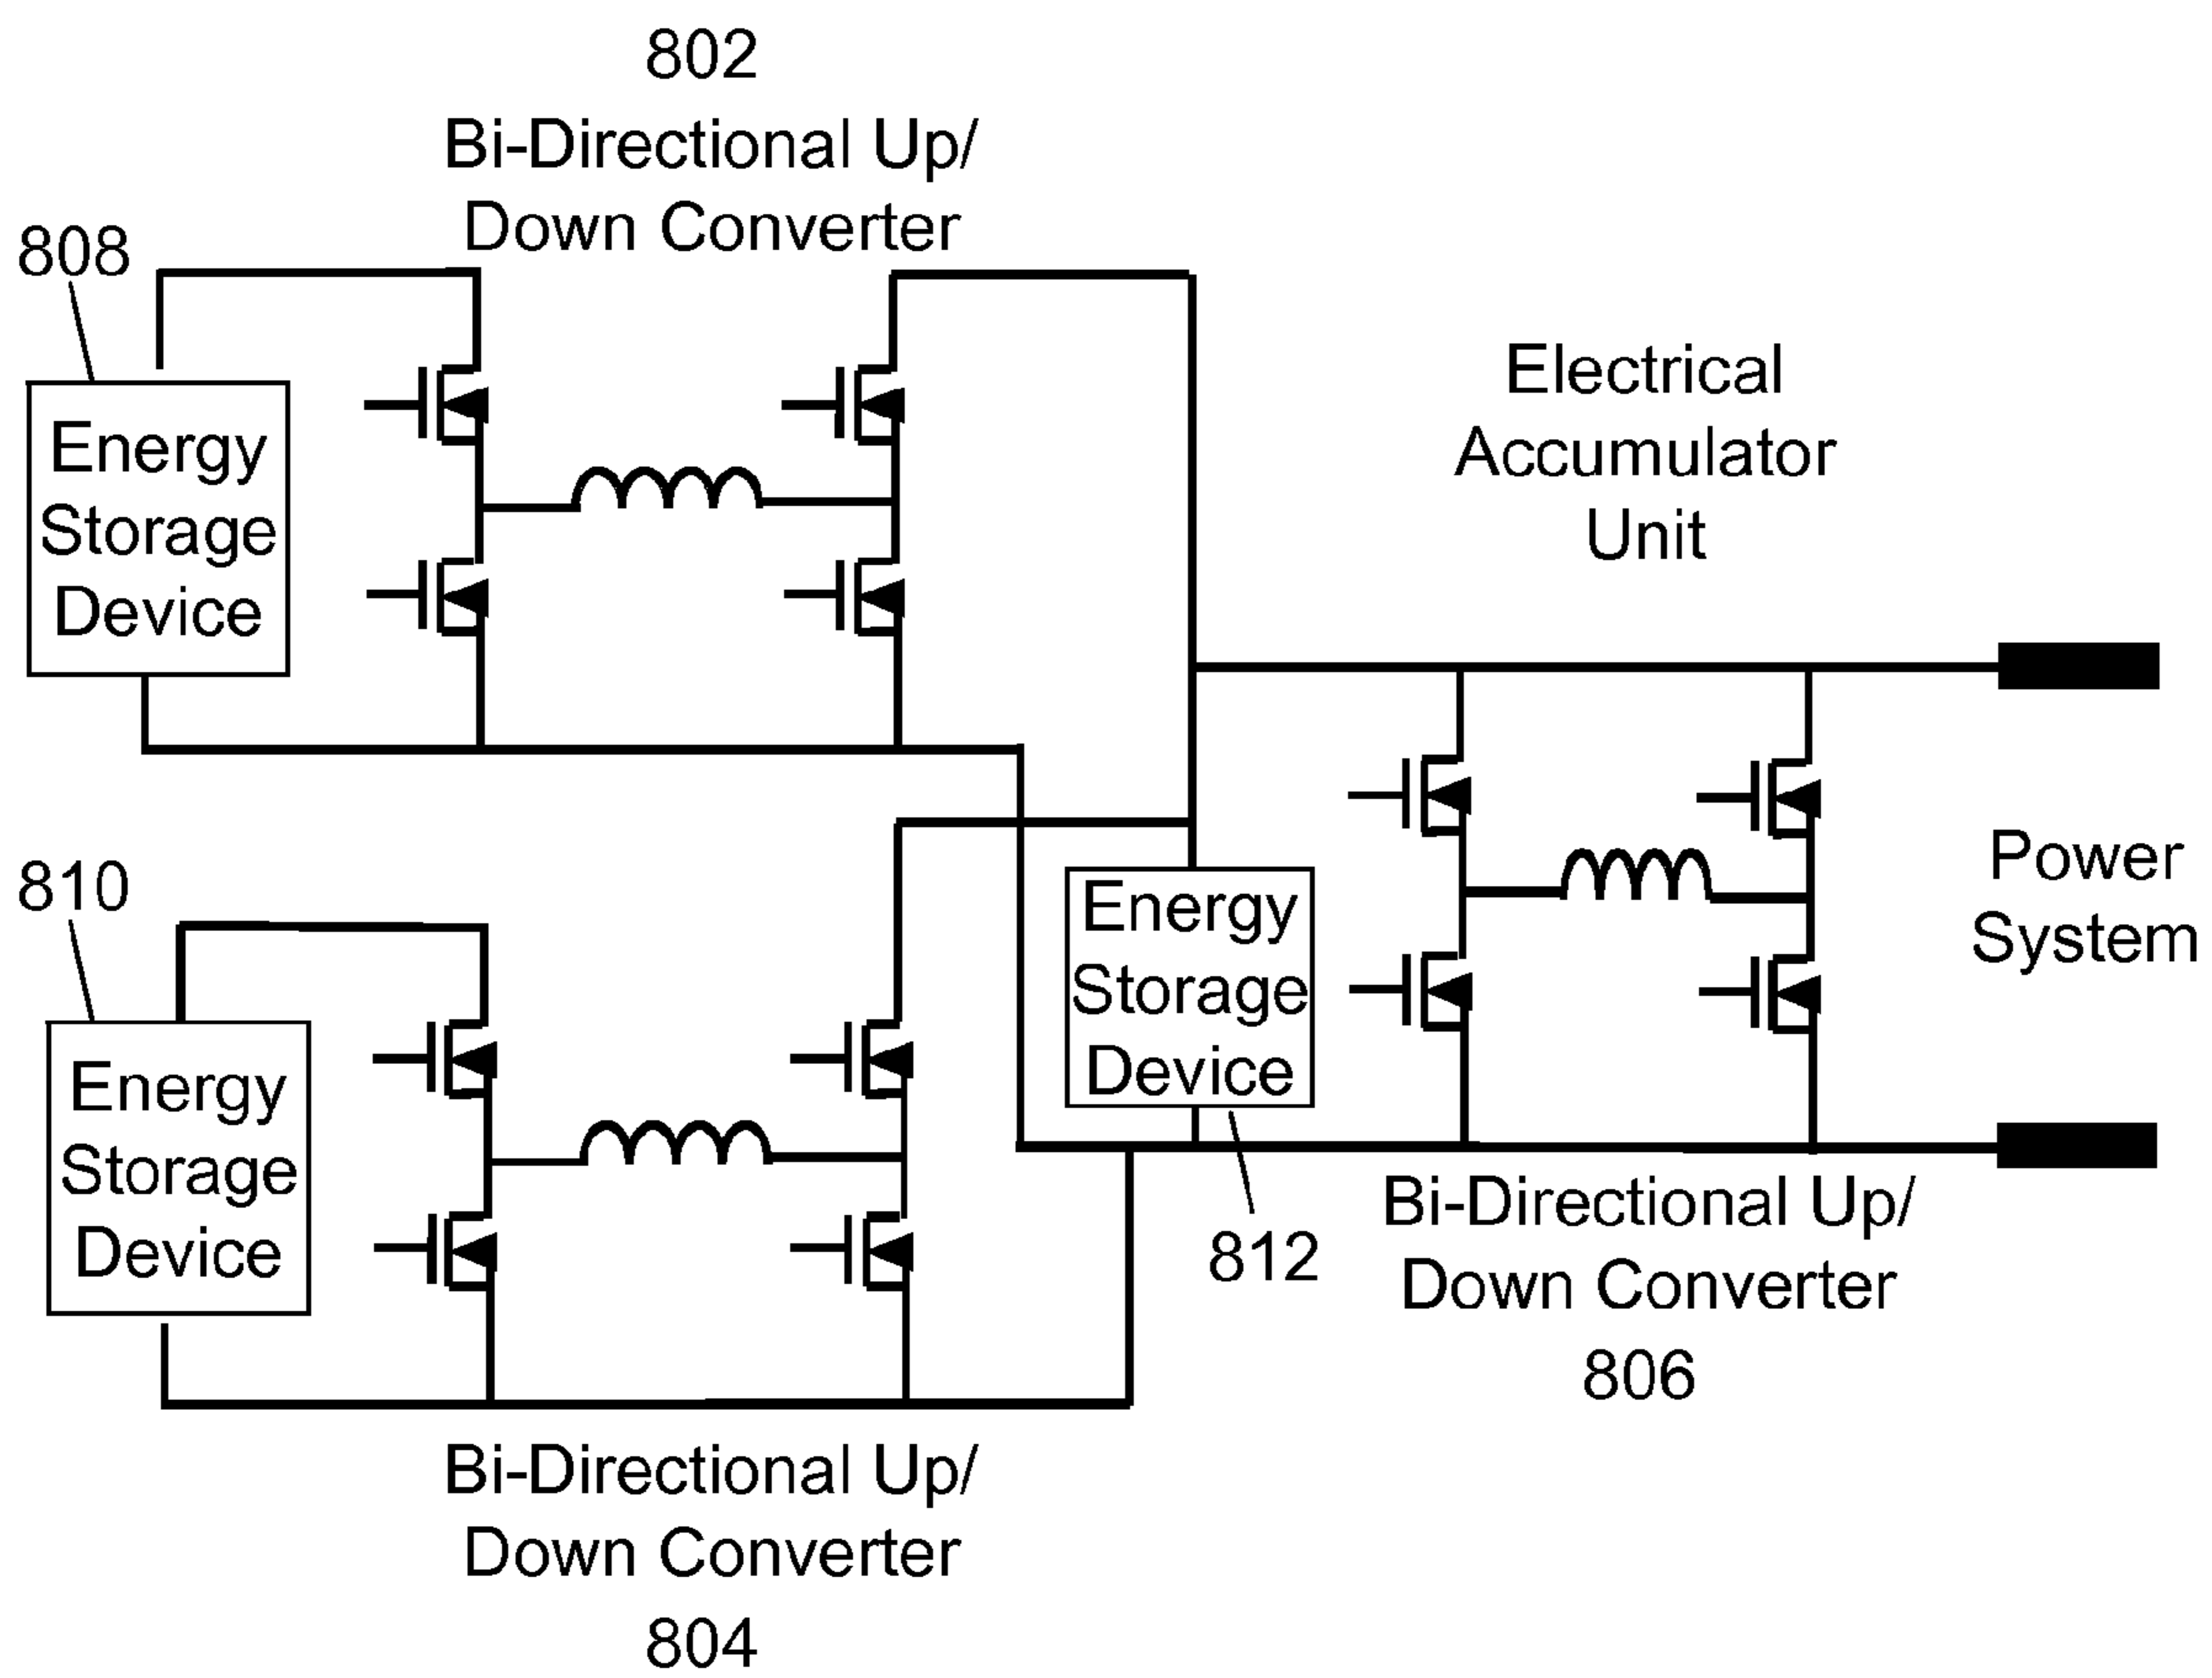 802
Bi-Directional Up/
Down Converter
808
Energy
Storage
Device
Electrical
Accumulator
Unit
810
Energy
Storage
Device
Energy
Storage
Device
812
Power
System
Bi-Directional Up/
Down Converter
806
Bi-Directional Up/
Down Converter
804